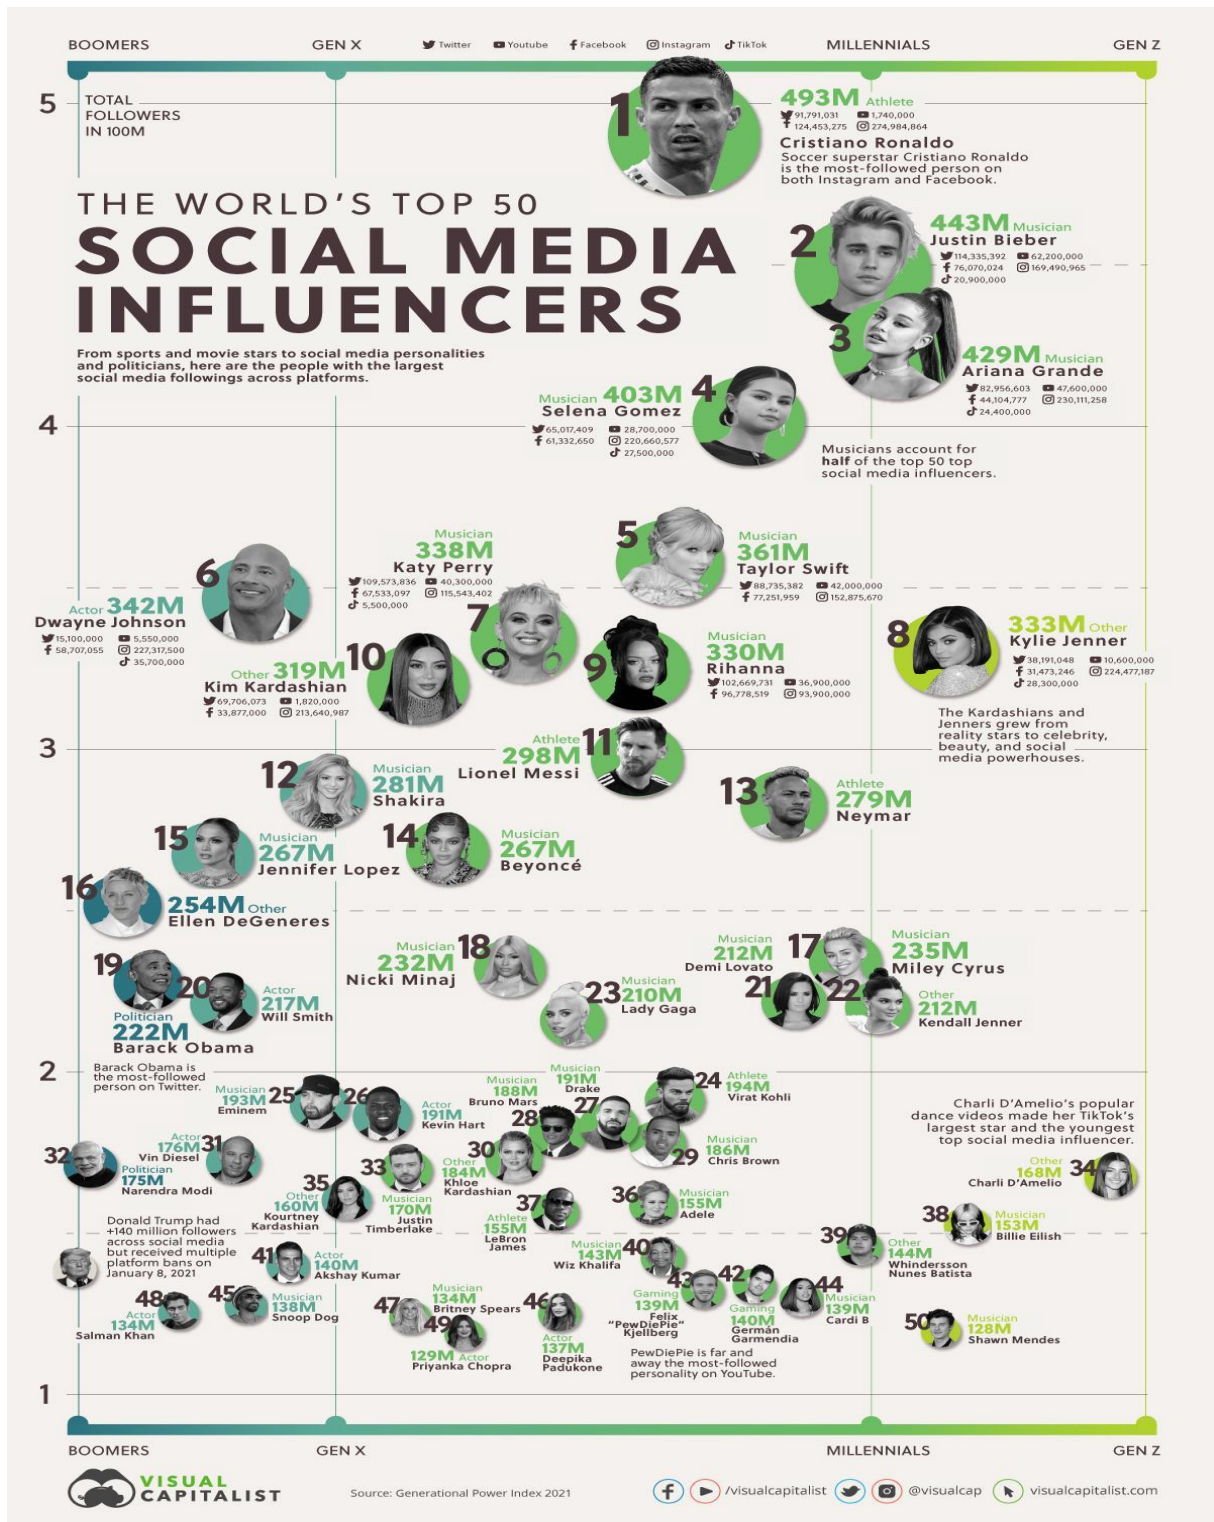 BOOMERS GEN X Twitter Youtube Facebook Instagram TikTok MILLENNIALS GEN Z
5 TOTAL
FOLLOWERS
IN 100M
1
493M Athlete
91,791,031 1,740,000
124,453,275 274,984,864
Cristiano Ronaldo
Soccer superstar Cristiano Ronaldo
is the most-followed person on
both Instagram and Facebook.
THE WORLD'S TOP 50
SOCIAL MEDIA
INFLUENCERS
From sports and movie stars to social media personalities
and politicians, here are the people with the largest
social media followings across platforms.
2
443M Musician
Justin Bieber
114,335,392 62,200,000
76,070,024 169,490,965
20,900,000
3
429M Musician
Ariana Grande
82,956,603 47,600,000
44,104,777 230,111,258
24,400,000
4
Musician 403M
Selena Gomez
65,017,409 28,700,000
61,332,650 220,660,577
27,500,000
4
Musicians account for
half of the top 50 top
social media influencers.
5
Musician
361M
Taylor Swift
88,735,382 42,000,000
77,251,959 152,875,670
6
Actor 342M
Dwayne Johnson
15,100,000 5,550,000
58,707,055 227,317,500
35,700,000
7
Musician
338M
Katy Perry
109,573,836 40,300,000
67,533,097 115,543,402
5,500,000
8
333M Other
Kylie Jenner
38,191,048 10,600,000
31,473,246 224,477,187
28,300,000
The Kardashians and
Jenners grew from
reality stars to celebrity,
beauty, and social
media powerhouses.
9
Musician
330M
Rihanna
102,669,731 36,900,000
96,778,519 93,900,000
10
Other 319M
Kim Kardashian
69,706,073 1,820,000
33,877,000 213,640,987
3
11
Athlete
298M
Lionel Messi
12
Musician
281M
Shakira
13
Athlete
279M
Neymar
14
Musician
267M
Beyoncé
15
Musician
267M
Jennifer Lopez
16
254M Other
Ellen DeGeneres
17
Musician
235M
Miley Cyrus
18
Musician
232M
Nicki Minaj
19
Politician
222M
Barack Obama
Barack Obama is
the most-followed
person on Twitter.
20
Actor
217M
Will Smith
21
Musician
212M
Demi Lovato
22
Other
212M
Kendall Jenner
23
Musician
210M
Lady Gaga
2
24
Athlete
194M
Virat Kohli
25
Musician
193M
Eminem
26
Actor
191M
Kevin Hart
27
Musician
191M
Drake
28
Musician
188M
Bruno Mars
29
Musician
186M
Chris Brown
30
Other
184M
Khloe
Kardashian
Charli D'Amelio's popular
dance videos made her TikTok's
largest star and the youngest
top social media influencer.
31
Actor
176M
Vin Diesel
32
Politician
175M
Narendra Modi
33
Musician
170M
Justin
Timberlake
34
Other
168M
Charli D'Amelio
35
Other
160M
Kourtney
Kardashian
36
Musician
155M
Adele
37
Athlete
155M
LeBron
James
38
Musician
153M
Billie Eilish
39
Other
144M
Whindersson
Nunes Batista
40
Musician
143M
Wiz Khalifa
Donald Trump had
+140 million followers
across social media
but received multiple
platform bans on
January 8, 2021
41
Actor
140M
Akshay Kumar
42
Gaming
140M
Germán
Garmendia
43
Gaming
139M
Felix
"PewDiePie"
Kjellberg
PewDiePie is far and
away the most-followed
personality on YouTube.
44
Musician
139M
Cardi B
45
Musician
138M
Snoop Dog
46
Actor
137M
Deepika
Padukone
47
Musician
134M
Britney Spears
48
Actor
134M
Salman Khan
49
129M Actor
Priyanka Chopra
50
Musician
128M
Shawn Mendes
1
BOOMERS GEN X MILLENNIALS GEN Z
VISUAL
CAPITALIST
Source: Generational Power Index 2021
/visualcapitalist @visualcap visualcapitalist.com